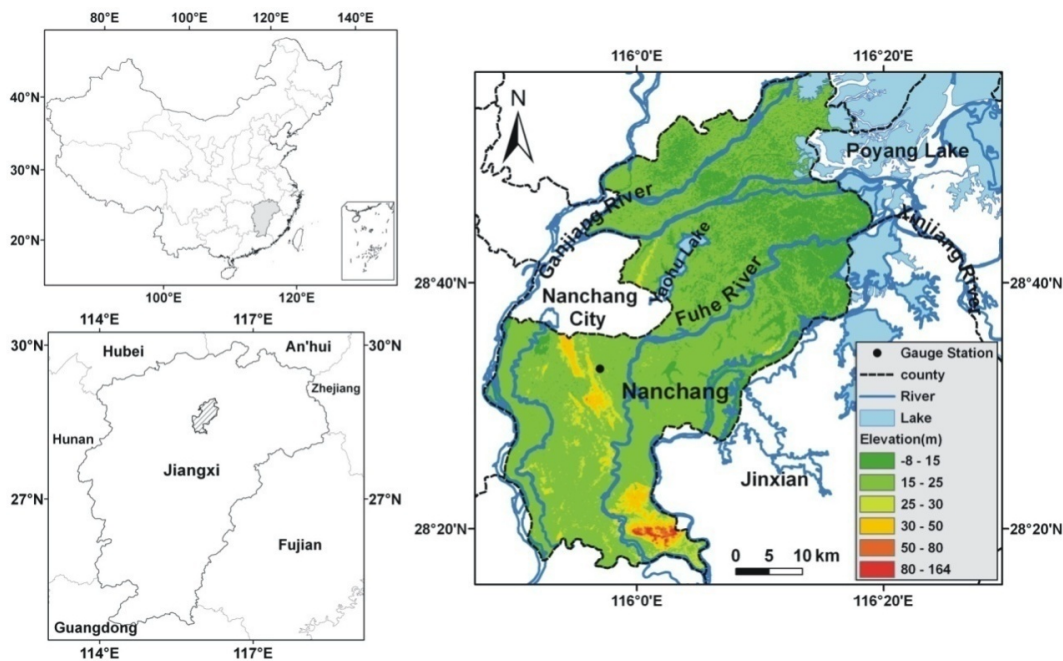 80°E 100°E 120°E 140°E
40°N
30°N
20°N
100°E 120°E
114°E 117°E
30°N 30°N
Hubei
An'hui
Zhejiang
Hunan
Jiangxi
27°N 27°N
Fujian
Guangdong
114°E 117°E
116°0'E 116°20'E
N
Poyang Lake
Ganjiang River
Yaohu Lake
Xinjiang River
28°40'N 28°40'N
Nanchang
City
Fuhe River
Nanchang
Jinxian
28°20'N 28°20'N
0 5 10 km
116°0'E 116°20'E
Gauge Station
county
River
Lake
Elevation(m)
-8 - 15
15 - 25
25 - 30
30 - 50
50 - 80
80 - 164